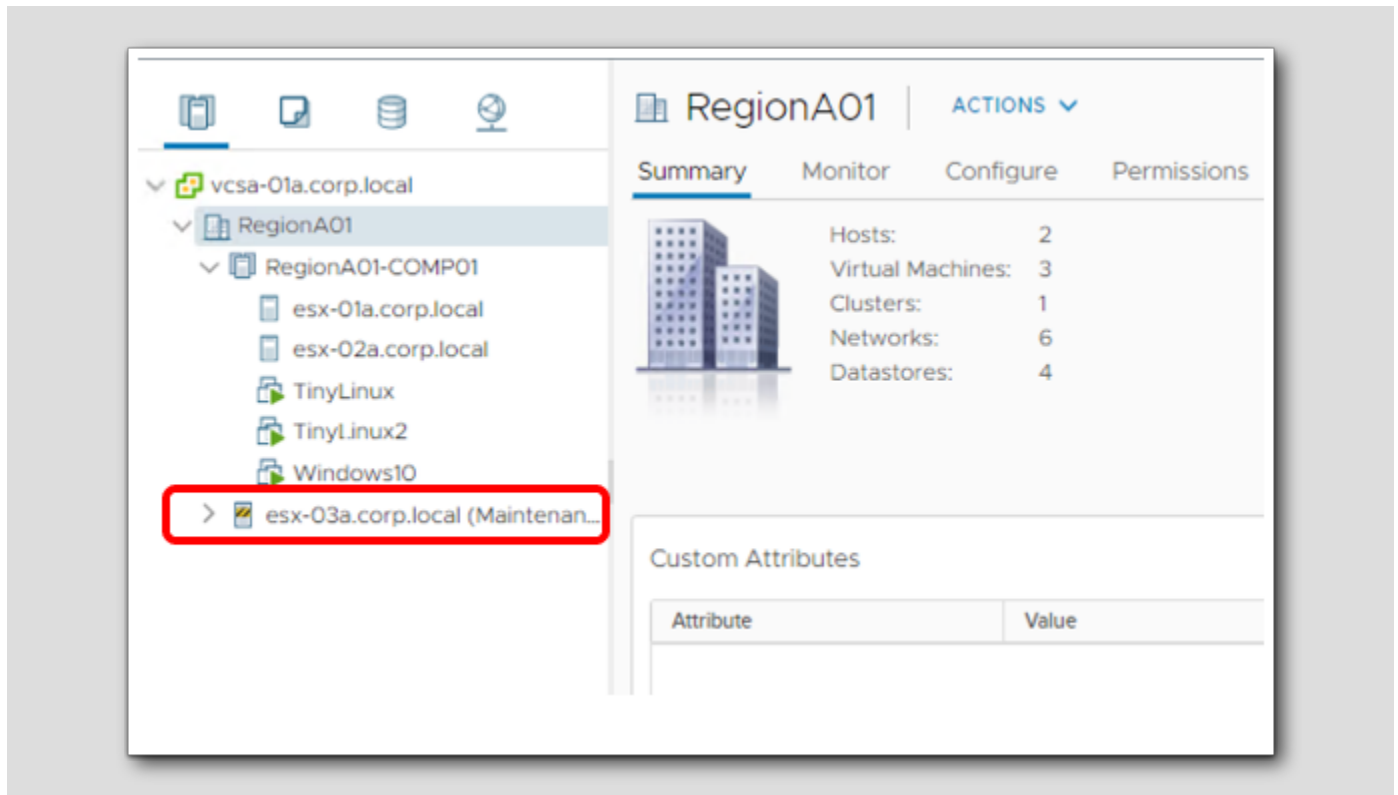 vcsa-01a.corp.local
RegionA01
RegionA01-COMP01
esx-01a.corp.local
esx-02a.corp.local
TinyLinux
TinyLinux2
Windows10
esx-03a.corp.local (Maintenan...
RegionA01 ACTIONS
Summary Monitor Configure Permissions
Hosts: 2
Virtual Machines: 3
Clusters: 1
Networks: 6
Datastores: 4
Custom Attributes
Attribute Value